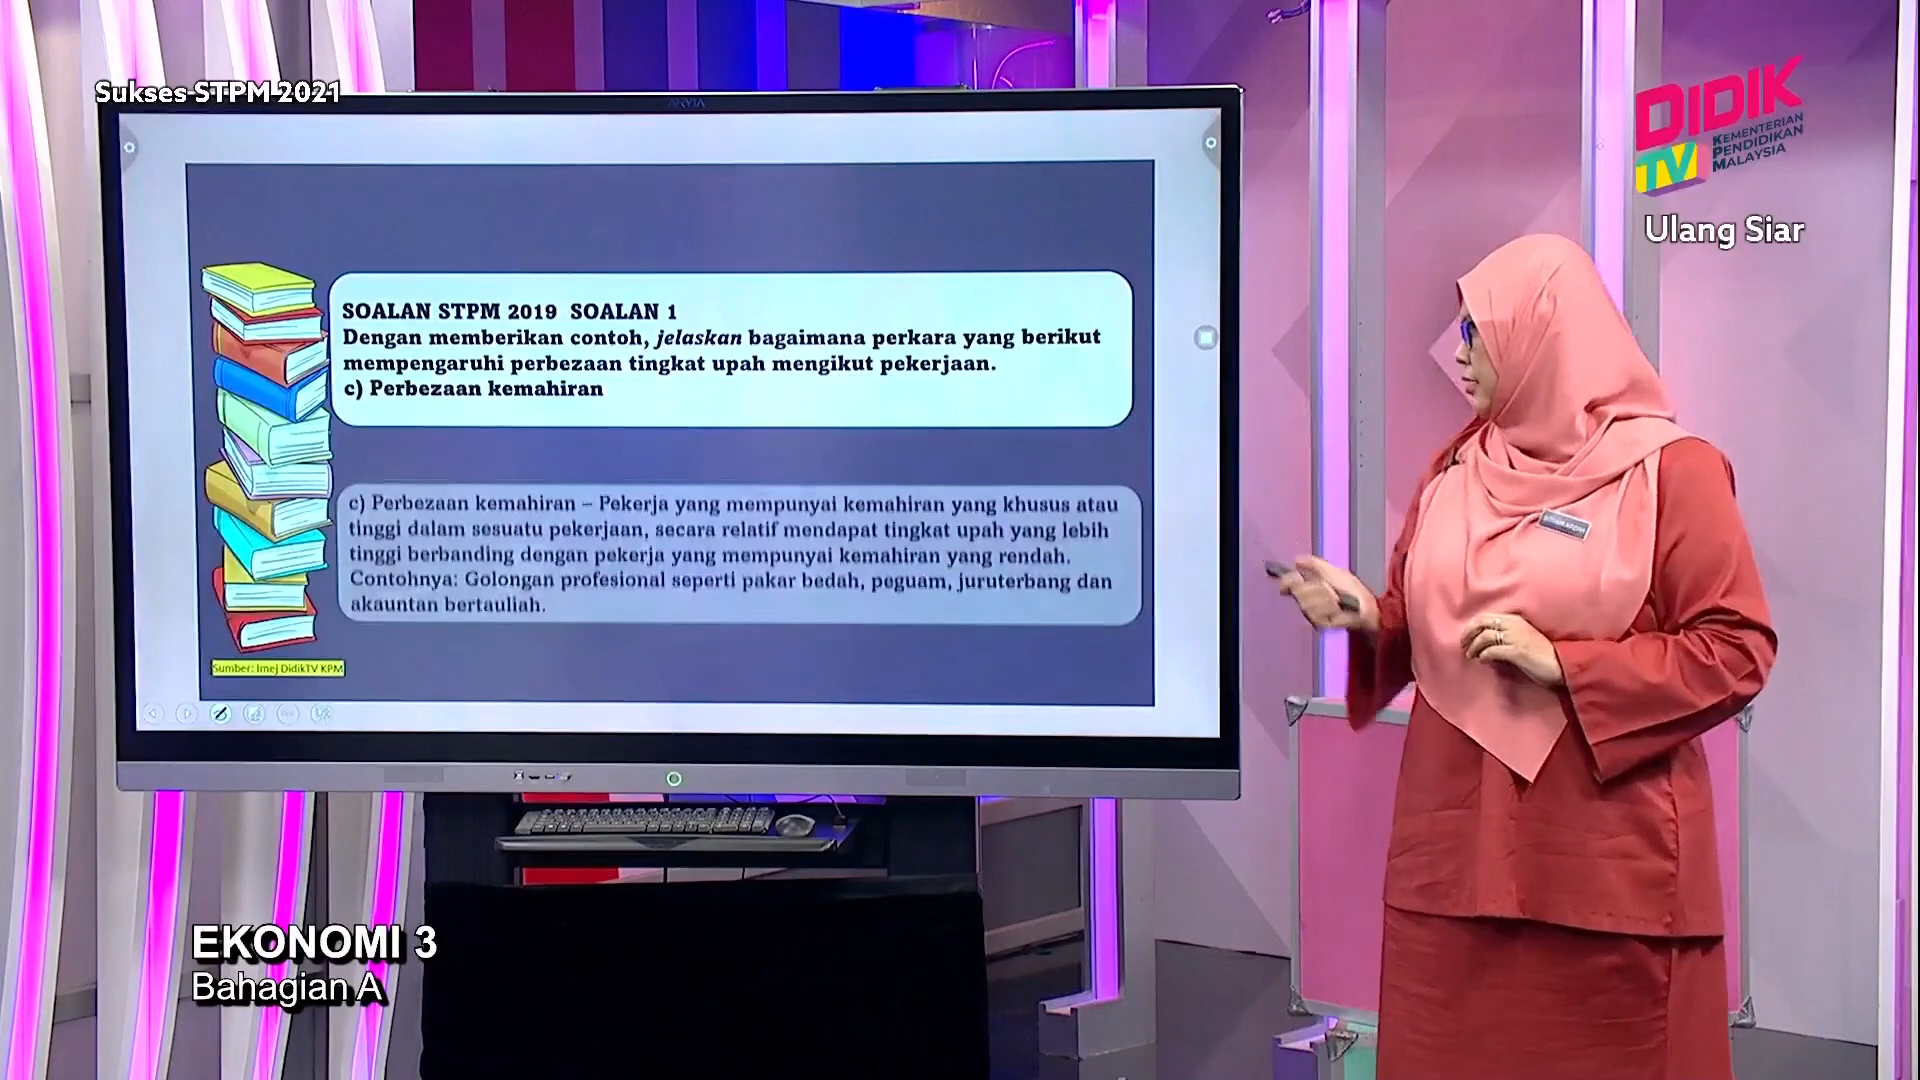 Sukses STPM 2021
DIDIK
TV
KEMENTERIAN
PENDIDIKAN
MALAYSIA
Ulang Siar
SOALAN STPM 2019 SOALAN 1
Dengan memberikan contoh, jelaskan bagaimana perkara yang berikut
mempengaruhi perbezaan tingkat upah mengikut pekerjaan.
c) Perbezaan kemahiran
c) Perbezaan kemahiran – Pekerja yang mempunyai kemahiran yang khusus atau
tinggi dalam sesuatu pekerjaan, secara relatif mendapat tingkat upah yang lebih
tinggi berbanding dengan pekerja yang mempunyai kemahiran yang rendah.
Contohnya: Golongan profesional seperti pakar bedah, peguam, juruterbang dan
akauntan bertauliah.
Sumber: Imej DidikTV KPM
EKONOMI 3
Bahagian A